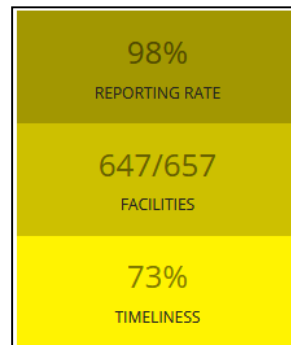 98%
REPORTING RATE
647/657
FACILITIES
73%
TIMELINESS